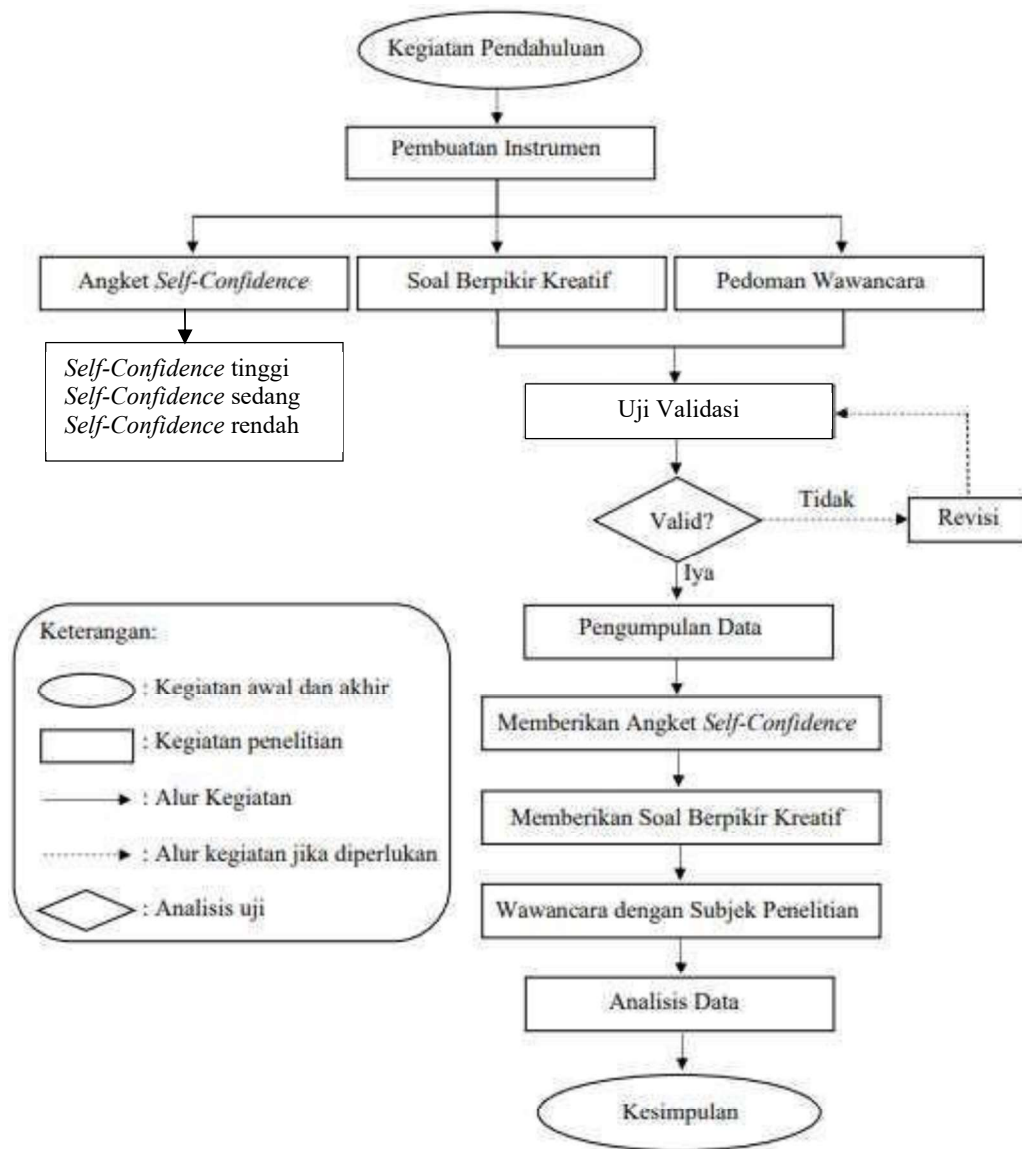 Kegiatan Pendahuluan
Pembuatan Instrumen
Angket Self-Confidence
Soal Berpikir Kreatif
Pedoman Wawancara
Self-Confidence tinggi
Self-Confidence sedang
Self-Confidence rendah
Uji Validasi
Valid?
Tidak
Revisi
Iya
Pengumpulan Data
Memberikan Angket Self-Confidence
Memberikan Soal Berpikir Kreatif
Wawancara dengan Subjek Penelitian
Analisis Data
Kesimpulan
Keterangan:
: Kegiatan awal dan akhir
: Kegiatan penelitian
: Alur Kegiatan
: Alur kegiatan jika diperlukan
: Analisis uji